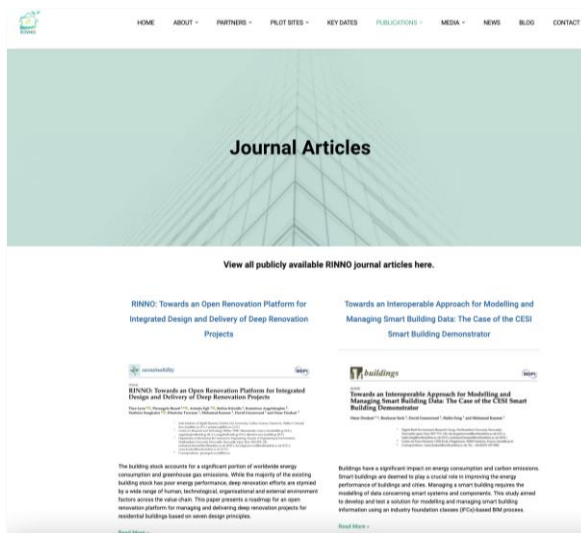 RINNO
HOME ABOUT PARTNERS PILOT SITES KEY DATES PUBLICATIONS MEDIA NEWS BLOG CONTACT
Journal Articles
View all publicly available RINNO journal articles here.
RINNO: Towards an Open Renovation Platform for
Integrated Design and Delivery of Deep Renovation
Projects
sustainability
MDPI
RINNO: Towards an Open Renovation Platform for Integrated
Design and Delivery of Deep Renovation Projects
The building stock accounts for a significant portion of worldwide energy
consumption and greenhouse gas emissions. While the majority of the existing
building stock has poor energy performance, deep renovation efforts are stymied
by a wide range of human, technological, organisational and external environment
factors across the value chain. This paper presents a roadmap for an open
renovation platform for managing and delivering deep renovation projects for
residential buildings based on seven design principles.
Read More »
Towards an Interoperable Approach for Modelling and
Managing Smart Building Data: The Case of the CESI
Smart Building Demonstrator
buildings
MDPI
Towards an Interoperable Approach for Modelling and
Managing Smart Building Data: The Case of the CESI Smart
Building Demonstrator
Buildings have a significant impact on energy consumption and carbon emissions.
Smart buildings are deemed to play a crucial role in improving the energy
performance of buildings and cities. Managing a smart building requires the
modelling of data concerning smart systems and components. This study aimed
to develop and test a solution for modelling and managing smart building
information using an industry foundation classes (IFCs)-based BIM process.
Read More »